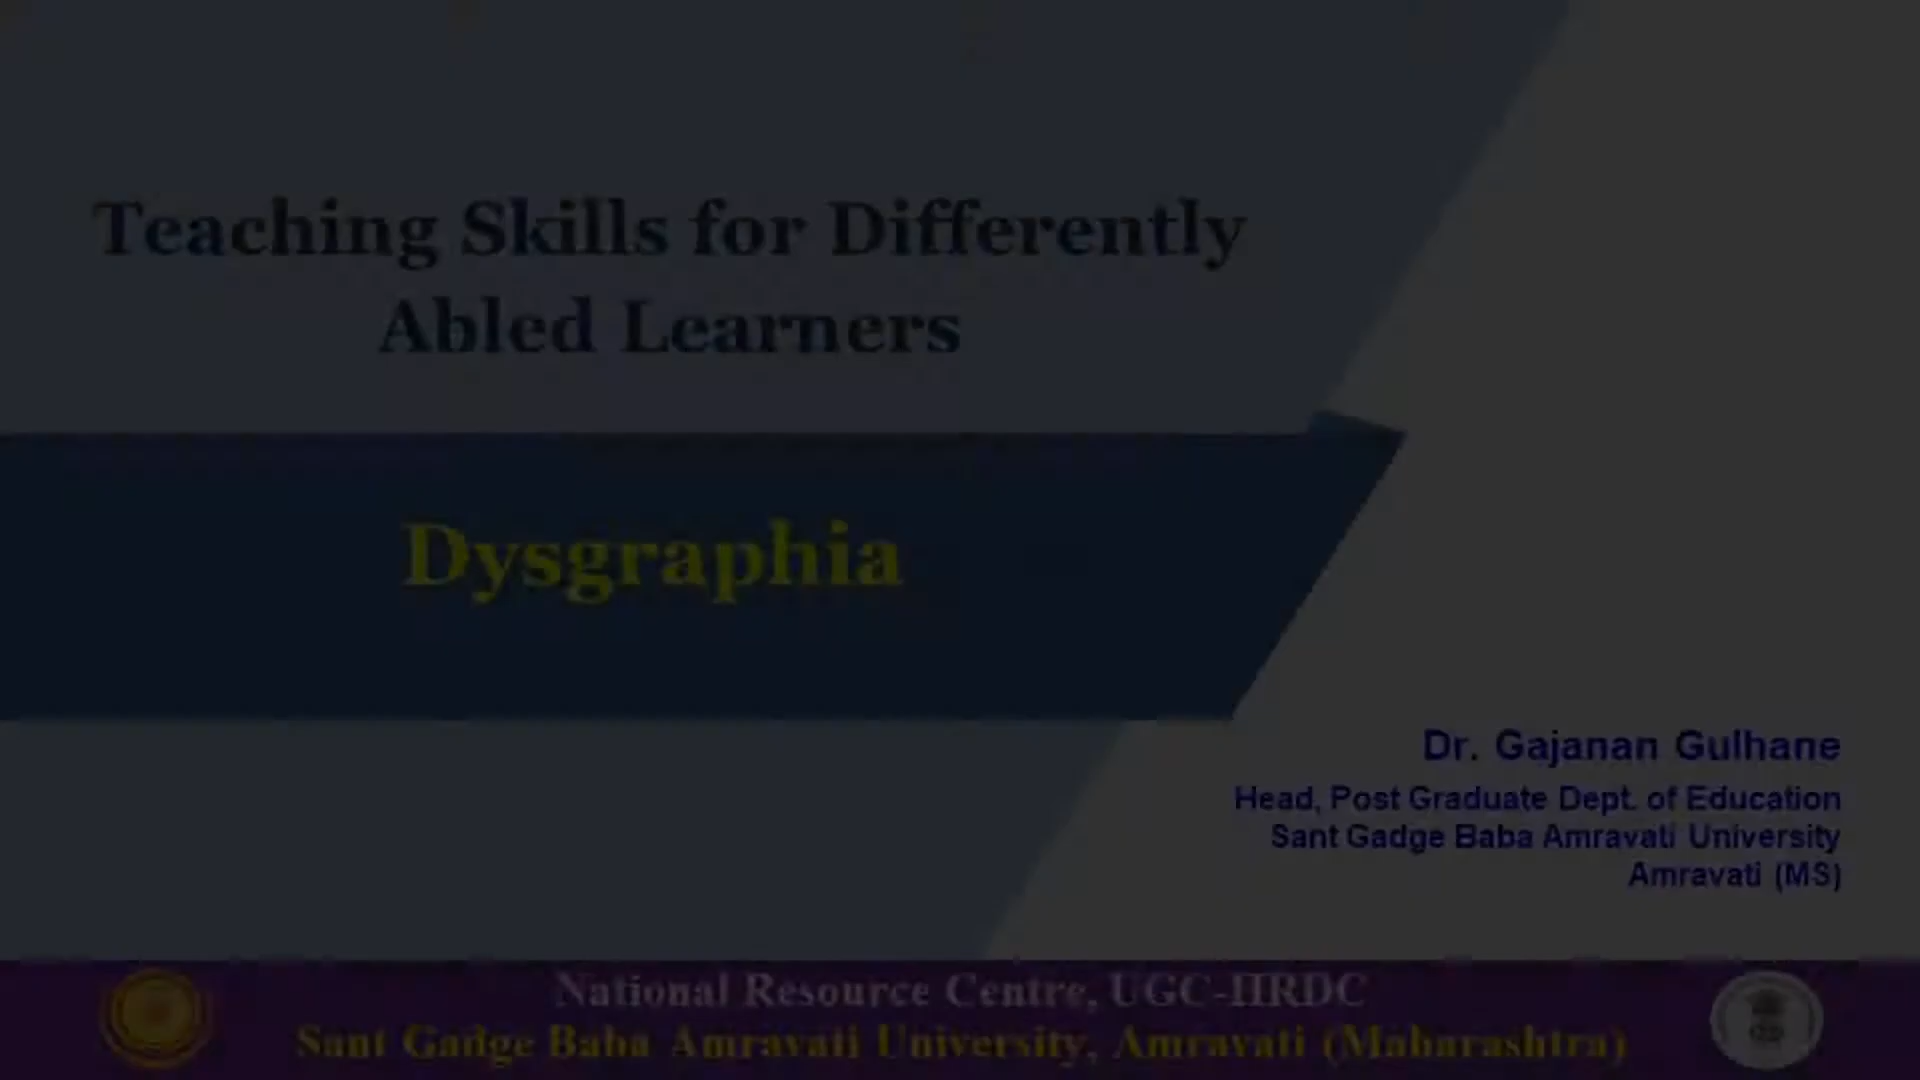 Teaching Skills for Differently
Abled Learners
Dysgraphia
Dr. Gajanan Gulhane
Head, Post Graduate Dept. of Education
Sant Gadge Baba Amravati University
Amravati (MS)
National Resource Centre, UGC-HRDC
Sant Gadge Baba Amravati University, Amravati (Maharashtra)